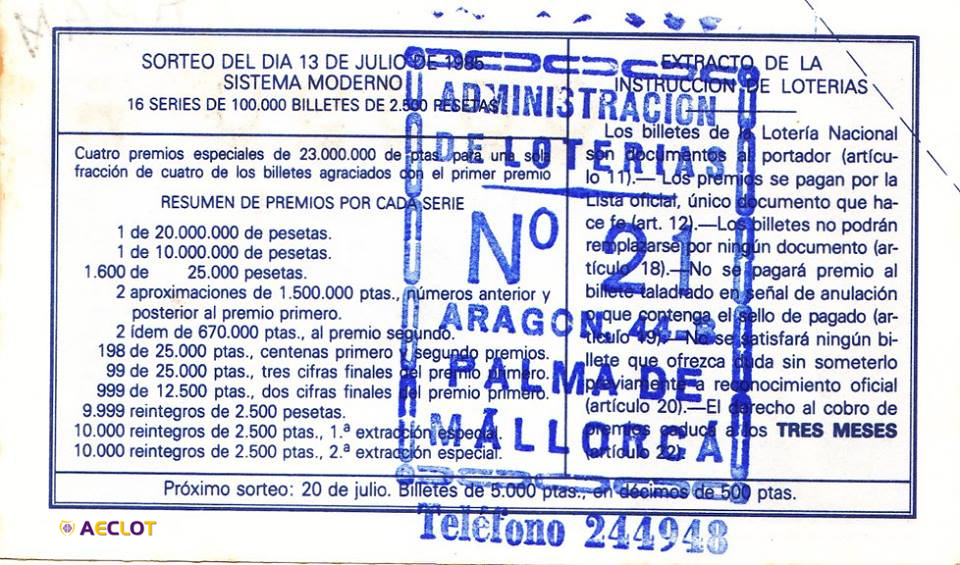 SORTEO DEL DIA 13 DE JULIO DE 1985
SISTEMA MODERNO
16 SERIES DE 100.000 BILLETES DE 2.500 PESETAS
Cuatro premios especiales de 23.000.000 de ptas. para una sola
fracción de cuatro de los billetes agraciados con el primer premio
RESUMEN DE PREMIOS POR CADA SERIE
1 de 20.000.000 de pesetas.
1 de 10.000.000 de pesetas.
1.600 de 25.000 pesetas.
2 aproximaciones de 1.500.000 ptas., números anterior y
posterior al premio primero.
2 ídem de 670.000 ptas., al premio segundo.
198 de 25.000 ptas., centenas primero y segundo premios.
99 de 25.000 ptas., tres cifras finales del premio primero.
999 de 12.500 ptas., dos cifras finales del premio primero.
9.999 reintegros de 2.500 pesetas.
10.000 reintegros de 2.500 ptas., 1.ª extracción especial.
10.000 reintegros de 2.500 ptas., 2.ª extracción especial.
EXTRACTO DE LA
INSTRUCCION DE LOTERIAS
Los billetes de la Lotería Nacional
son documentos al portador (artícu-
lo 11).— Los premios se pagan por la
Lista oficial, único documento que ha-
ce fe (art. 12).—Los billetes no podrán
remplazarse por ningún documento (ar-
tículo 18).—No se pagará premio al
billete taladrado en señal de anulación
o que contenga el sello de pagado (ar-
tículo 19).—No se satisfará ningún bi-
llete que ofrezca duda sin someterlo
previamente a reconocimiento oficial
(artículo 20).—El derecho al cobro de
premios caduca a los TRES MESES
(artículo 22).
Próximo sorteo: 20 de julio. Billetes de 5.000 ptas., en décimos de 500 ptas.
ADMINISTRACION
DE LOTERIAS
Nº 21
ARAGON, 44-B
PALMA DE
MALLORCA
Teléfono 244948
AECLOT